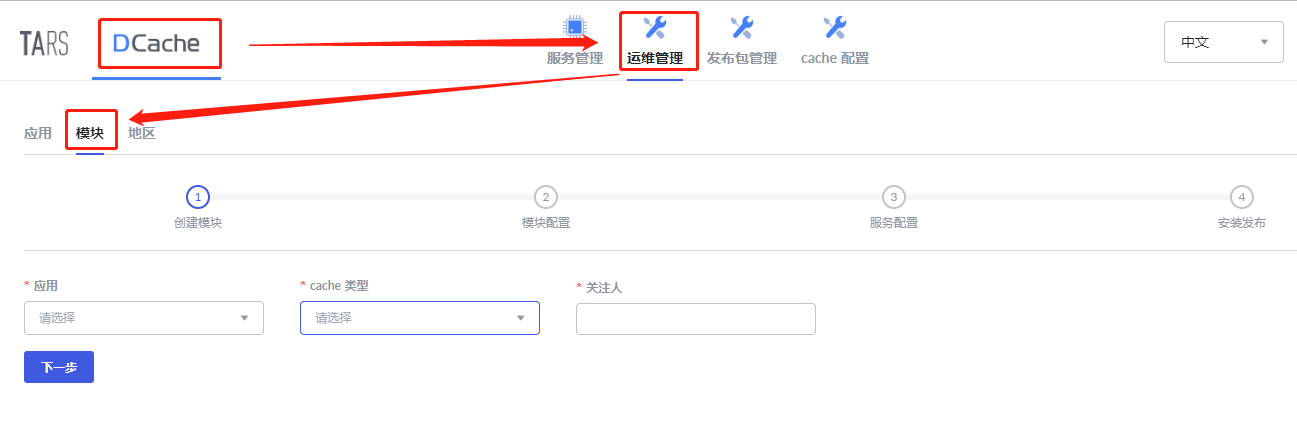 TARS DCache 服务管理 运维管理 发布包管理 cache 配置 中文
应用 模块 地区
1 2 3 4
创建模块 模块配置 服务配置 安装发布
* 应用 * cache 类型 * 关注人
请选择 请选择
下一步